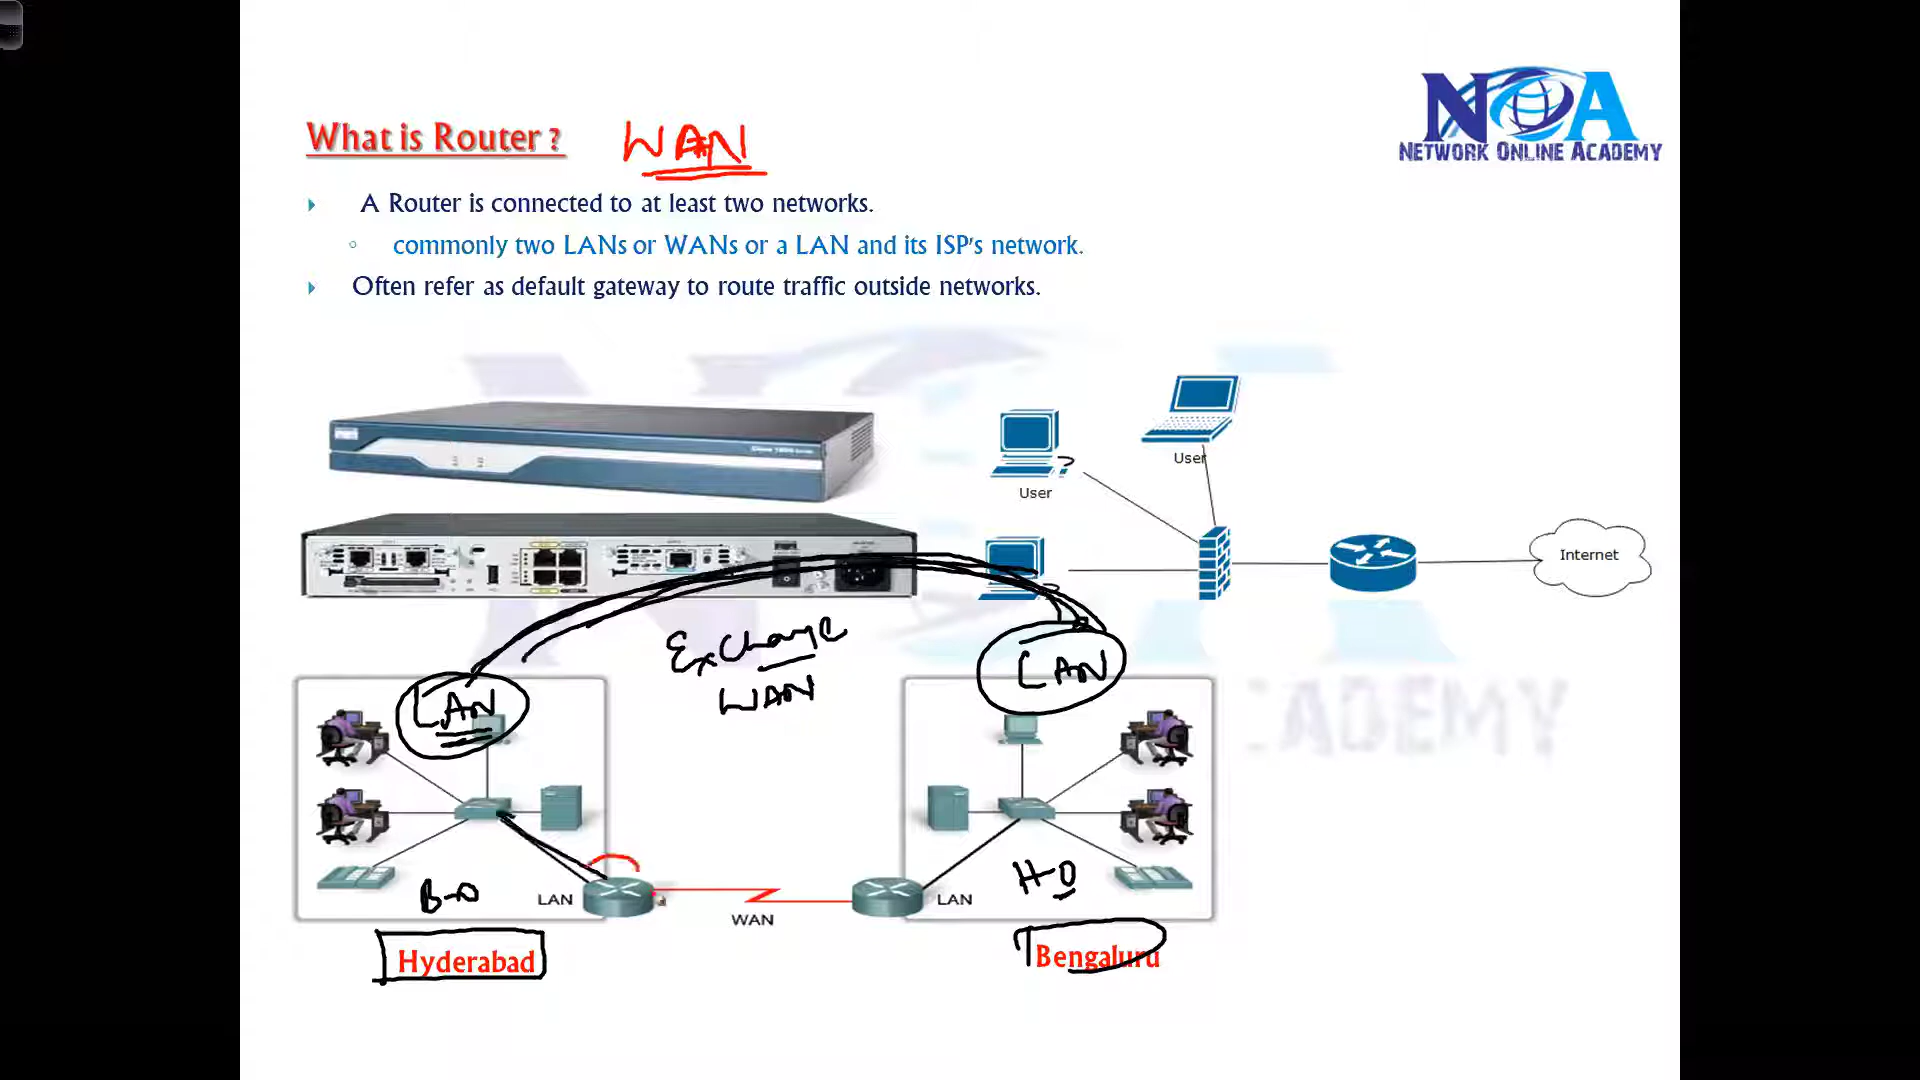 NOA
NETWORK ONLINE ACADEMY
What is Router ? WAN
A Router is connected to at least two networks.
commonly two LANs or WANs or a LAN and its ISP's network.
Often refer as default gateway to route traffic outside networks.
User
User
Internet
Exchange
WAN
LAN
LAN
ACADEMY
B-O
H-O
LAN
WAN
LAN
Hyderabad
Bengaluru